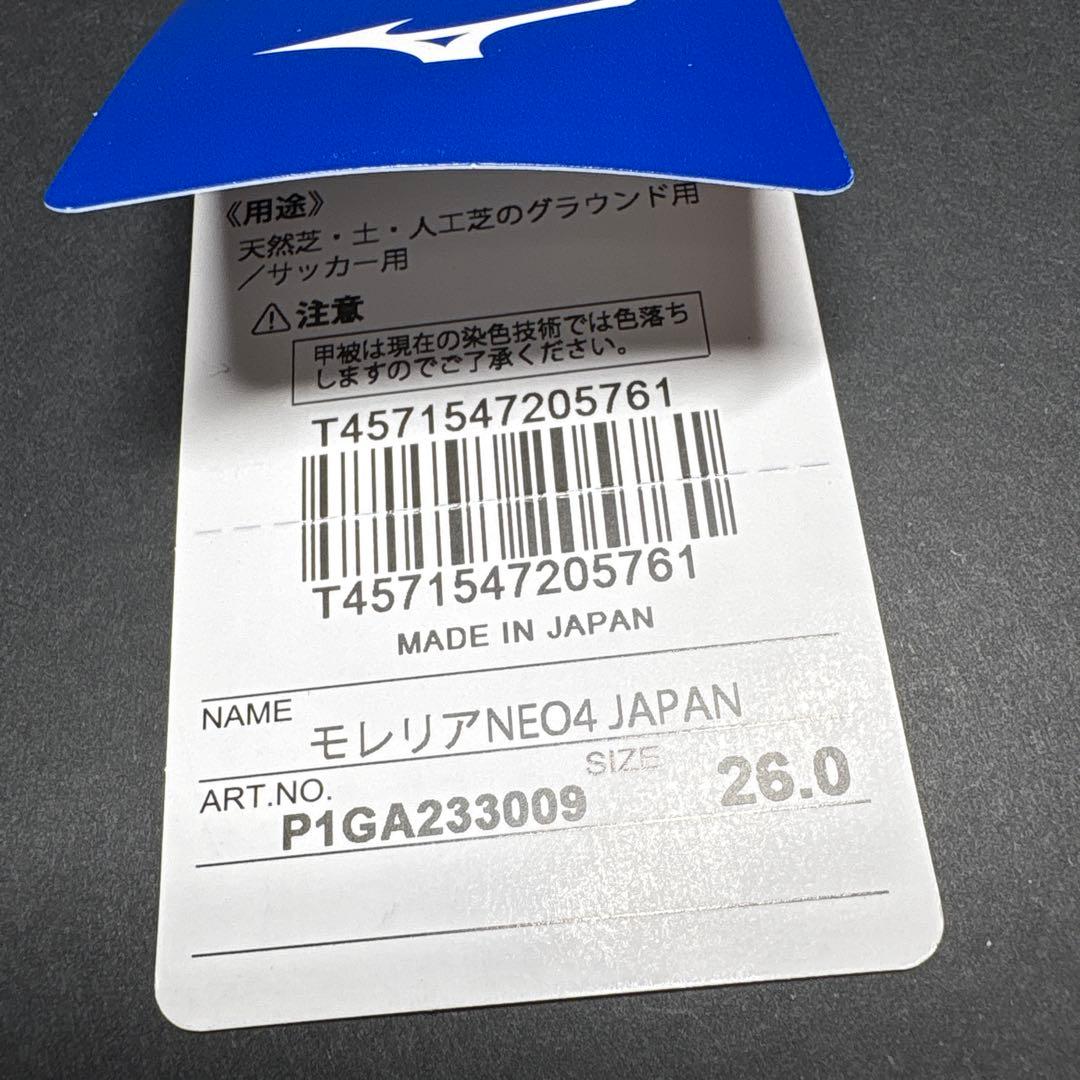 《用途》
天然芝・土・人工芝のグラウンド用
／サッカー用
⚠注意
甲被は現在の染色技術では色落ち
しますのでご了承ください。
T4571547205761
T4571547205761
MADE IN JAPAN
NAME モレリアNEO4 JAPAN
ART.NO. P1GA233009 SIZE 26.0